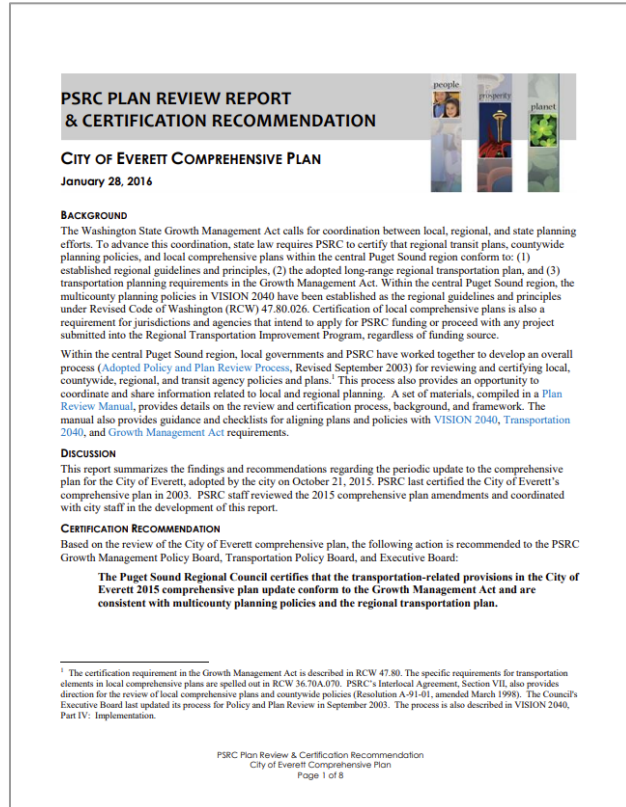 people
prosperity
planet
PSRC PLAN REVIEW REPORT
& CERTIFICATION RECOMMENDATION
CITY OF EVERETT COMPREHENSIVE PLAN
January 28, 2016
BACKGROUND
The Washington State Growth Management Act calls for coordination between local, regional, and state planning
efforts. To advance this coordination, state law requires PSRC to certify that regional transit plans, countywide
planning policies, and local comprehensive plans within the central Puget Sound region conform to: (1)
established regional guidelines and principles, (2) the adopted long-range regional transportation plan, and (3)
transportation planning requirements in the Growth Management Act. Within the central Puget Sound region, the
multicounty planning policies in VISION 2040 have been established as the regional guidelines and principles
under Revised Code of Washington (RCW) 47.80.026. Certification of local comprehensive plans is also a
requirement for jurisdictions and agencies that intend to apply for PSRC funding or proceed with any project
submitted into the Regional Transportation Improvement Program, regardless of funding source.
Within the central Puget Sound region, local governments and PSRC have worked together to develop an overall
process (Adopted Policy and Plan Review Process, Revised September 2003) for reviewing and certifying local,
countywide, regional, and transit agency policies and plans.¹ This process also provides an opportunity to
coordinate and share information related to local and regional planning. A set of materials, compiled in a Plan
Review Manual, provides details on the review and certification process, background, and framework. The
manual also provides guidance and checklists for aligning plans and policies with VISION 2040, Transportation
2040, and Growth Management Act requirements.
DISCUSSION
This report summarizes the findings and recommendations regarding the periodic update to the comprehensive
plan for the City of Everett, adopted by the city on October 21, 2015. PSRC last certified the City of Everett's
comprehensive plan in 2003. PSRC staff reviewed the 2015 comprehensive plan amendments and coordinated
with city staff in the development of this report.
CERTIFICATION RECOMMENDATION
Based on the review of the City of Everett comprehensive plan, the following action is recommended to the PSRC
Growth Management Policy Board, Transportation Policy Board, and Executive Board:
The Puget Sound Regional Council certifies that the transportation-related provisions in the City of
Everett 2015 comprehensive plan update conform to the Growth Management Act and are
consistent with multicounty planning policies and the regional transportation plan.
¹ The certification requirement in the Growth Management Act is described in RCW 47.80. The specific requirements for transportation
elements in local comprehensive plans are spelled out in RCW 36.70A.070. PSRC's Interlocal Agreement, Section VII, also provides
direction for the review of local comprehensive plans and countywide policies (Resolution A-91-01, amended March 1998). The Council's
Executive Board last updated its process for Policy and Plan Review in September 2003. The process is also described in VISION 2040,
Part IV: Implementation.
PSRC Plan Review & Certification Recommendation
City of Everett Comprehensive Plan
Page 1 of 8